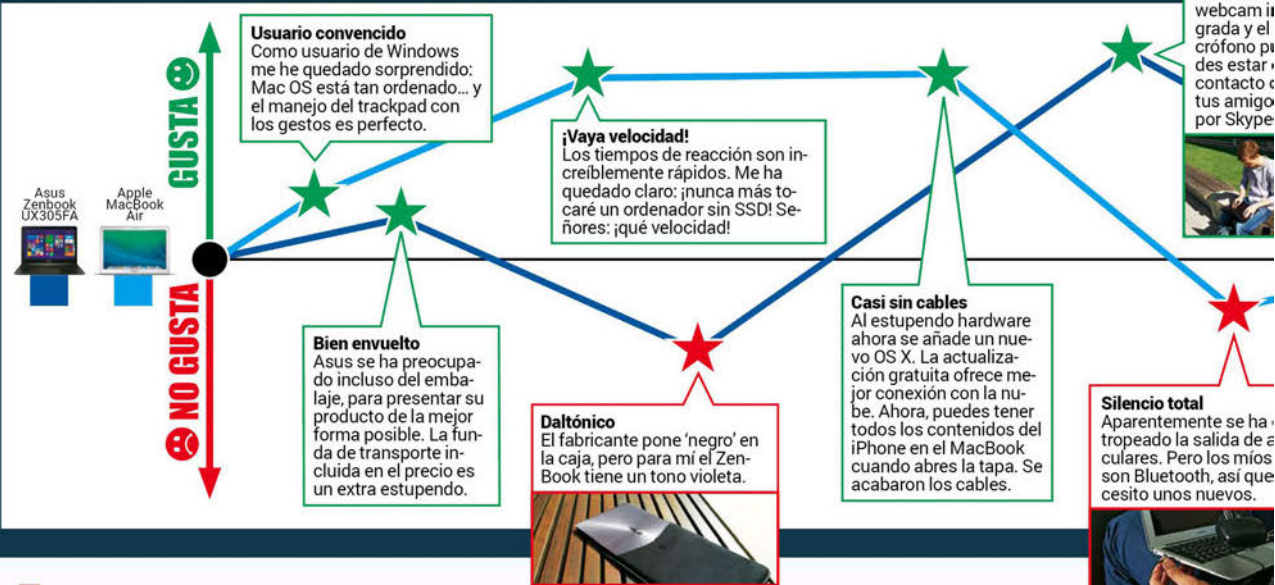 GUSTA
NO GUSTA
Asus
Zenbook
UX305FA
Apple
MacBook
Air
Usuario convencido
Como usuario de Windows
me he quedado sorprendido:
Mac OS está tan ordenado... y
el manejo del trackpad con
los gestos es perfecto.
Bien envuelto
Asus se ha preocupa-
do incluso del emba-
laje, para presentar su
producto de la mejor
forma posible. La fun-
da de transporte in-
cluida en el precio es
un extra estupendo.
¡Vaya velocidad!
Los tiempos de reacción son in-
creíblemente rápidos. Me ha
quedado claro: ¡nunca más to-
caré un ordenador sin SSD! Se-
ñores: ¡qué velocidad!
Daltónico
El fabricante pone 'negro' en
la caja, pero para mí el Zen-
Book tiene un tono violeta.
Casi sin cables
Al estupendo hardware
ahora se añade un nue-
vo OS X. La actualiza-
ción gratuita ofrece me-
jor conexión con la nu-
be. Ahora, puedes tener
todos los contenidos del
iPhone en el MacBook
cuando abres la tapa. Se
acabaron los cables.
webcam
grada y el
crófono
des estar
contacto
tus
por Skype
Silencio total
Aparentemente se ha
tropeado la salida de
culares. Pero los míos
son Bluetooth, así que
cesito unos nuevos.